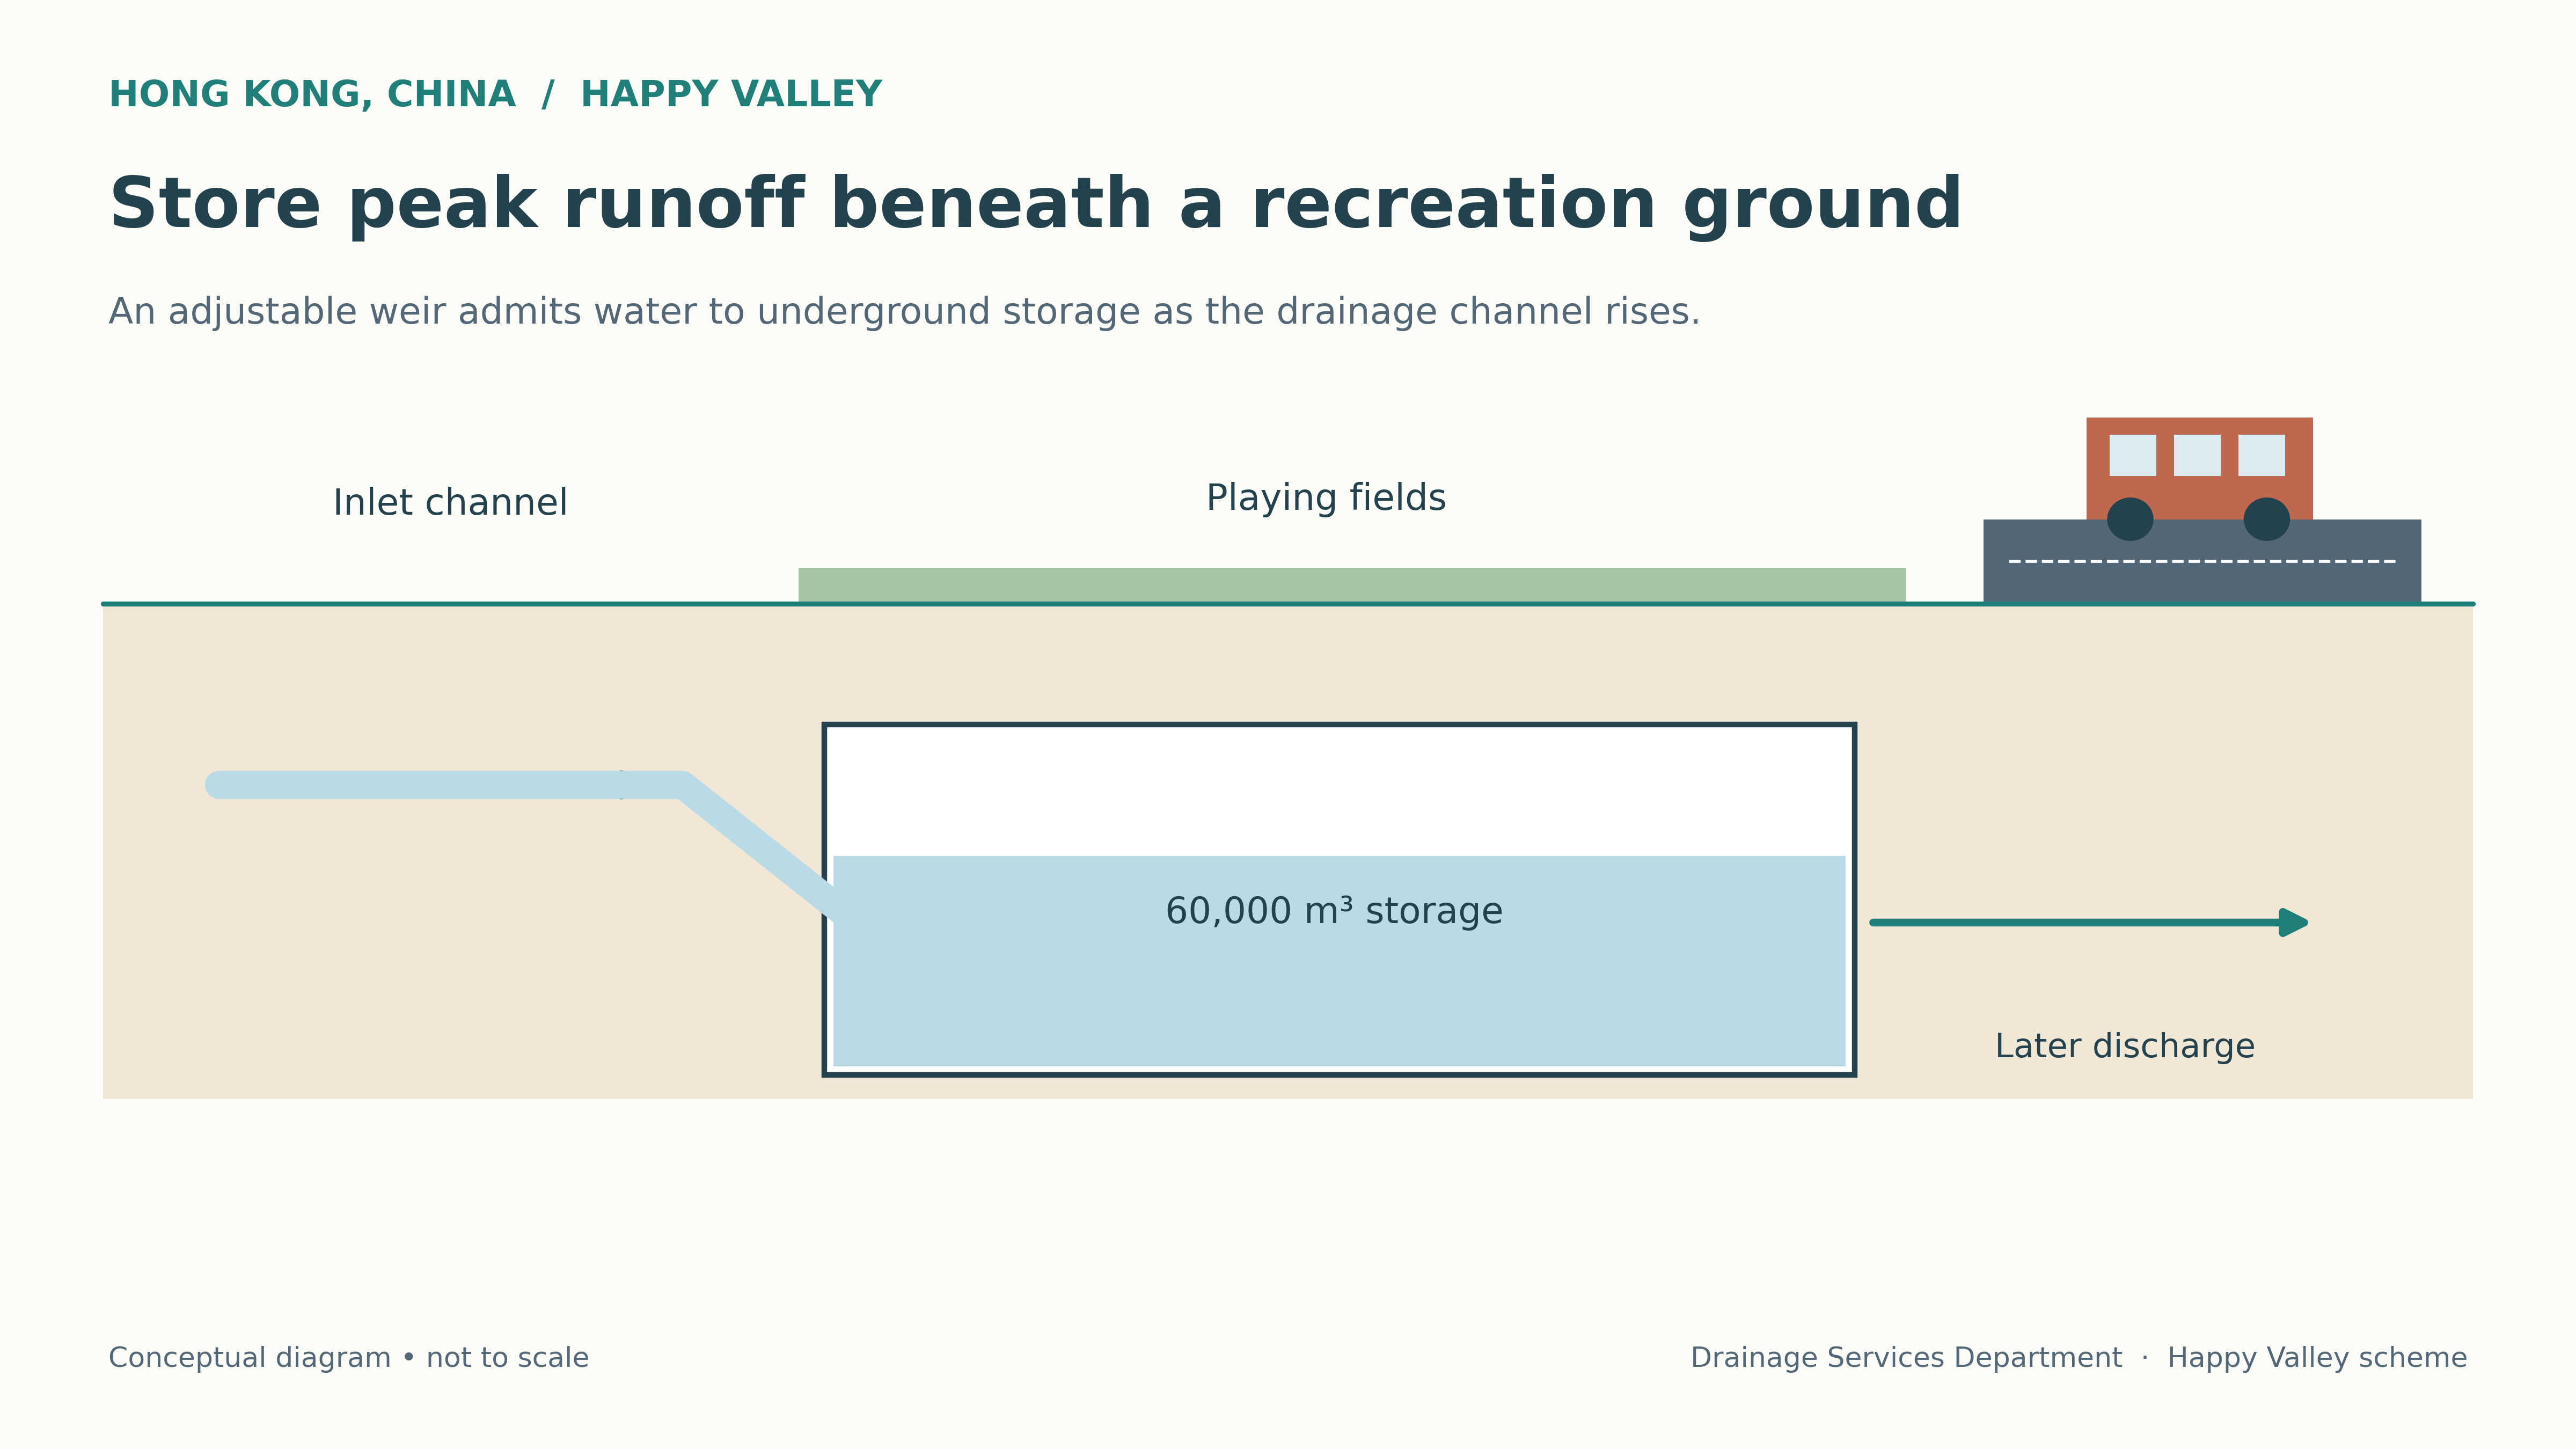 HONG KONG, CHINA / HAPPY VALLEY
Store peak runoff beneath a recreation ground
An adjustable weir admits water to underground storage as the drainage channel rises.
Inlet channel
Playing fields
60,000 m³ storage
Later discharge
Conceptual diagram • not to scale
Drainage Services Department · Happy Valley scheme